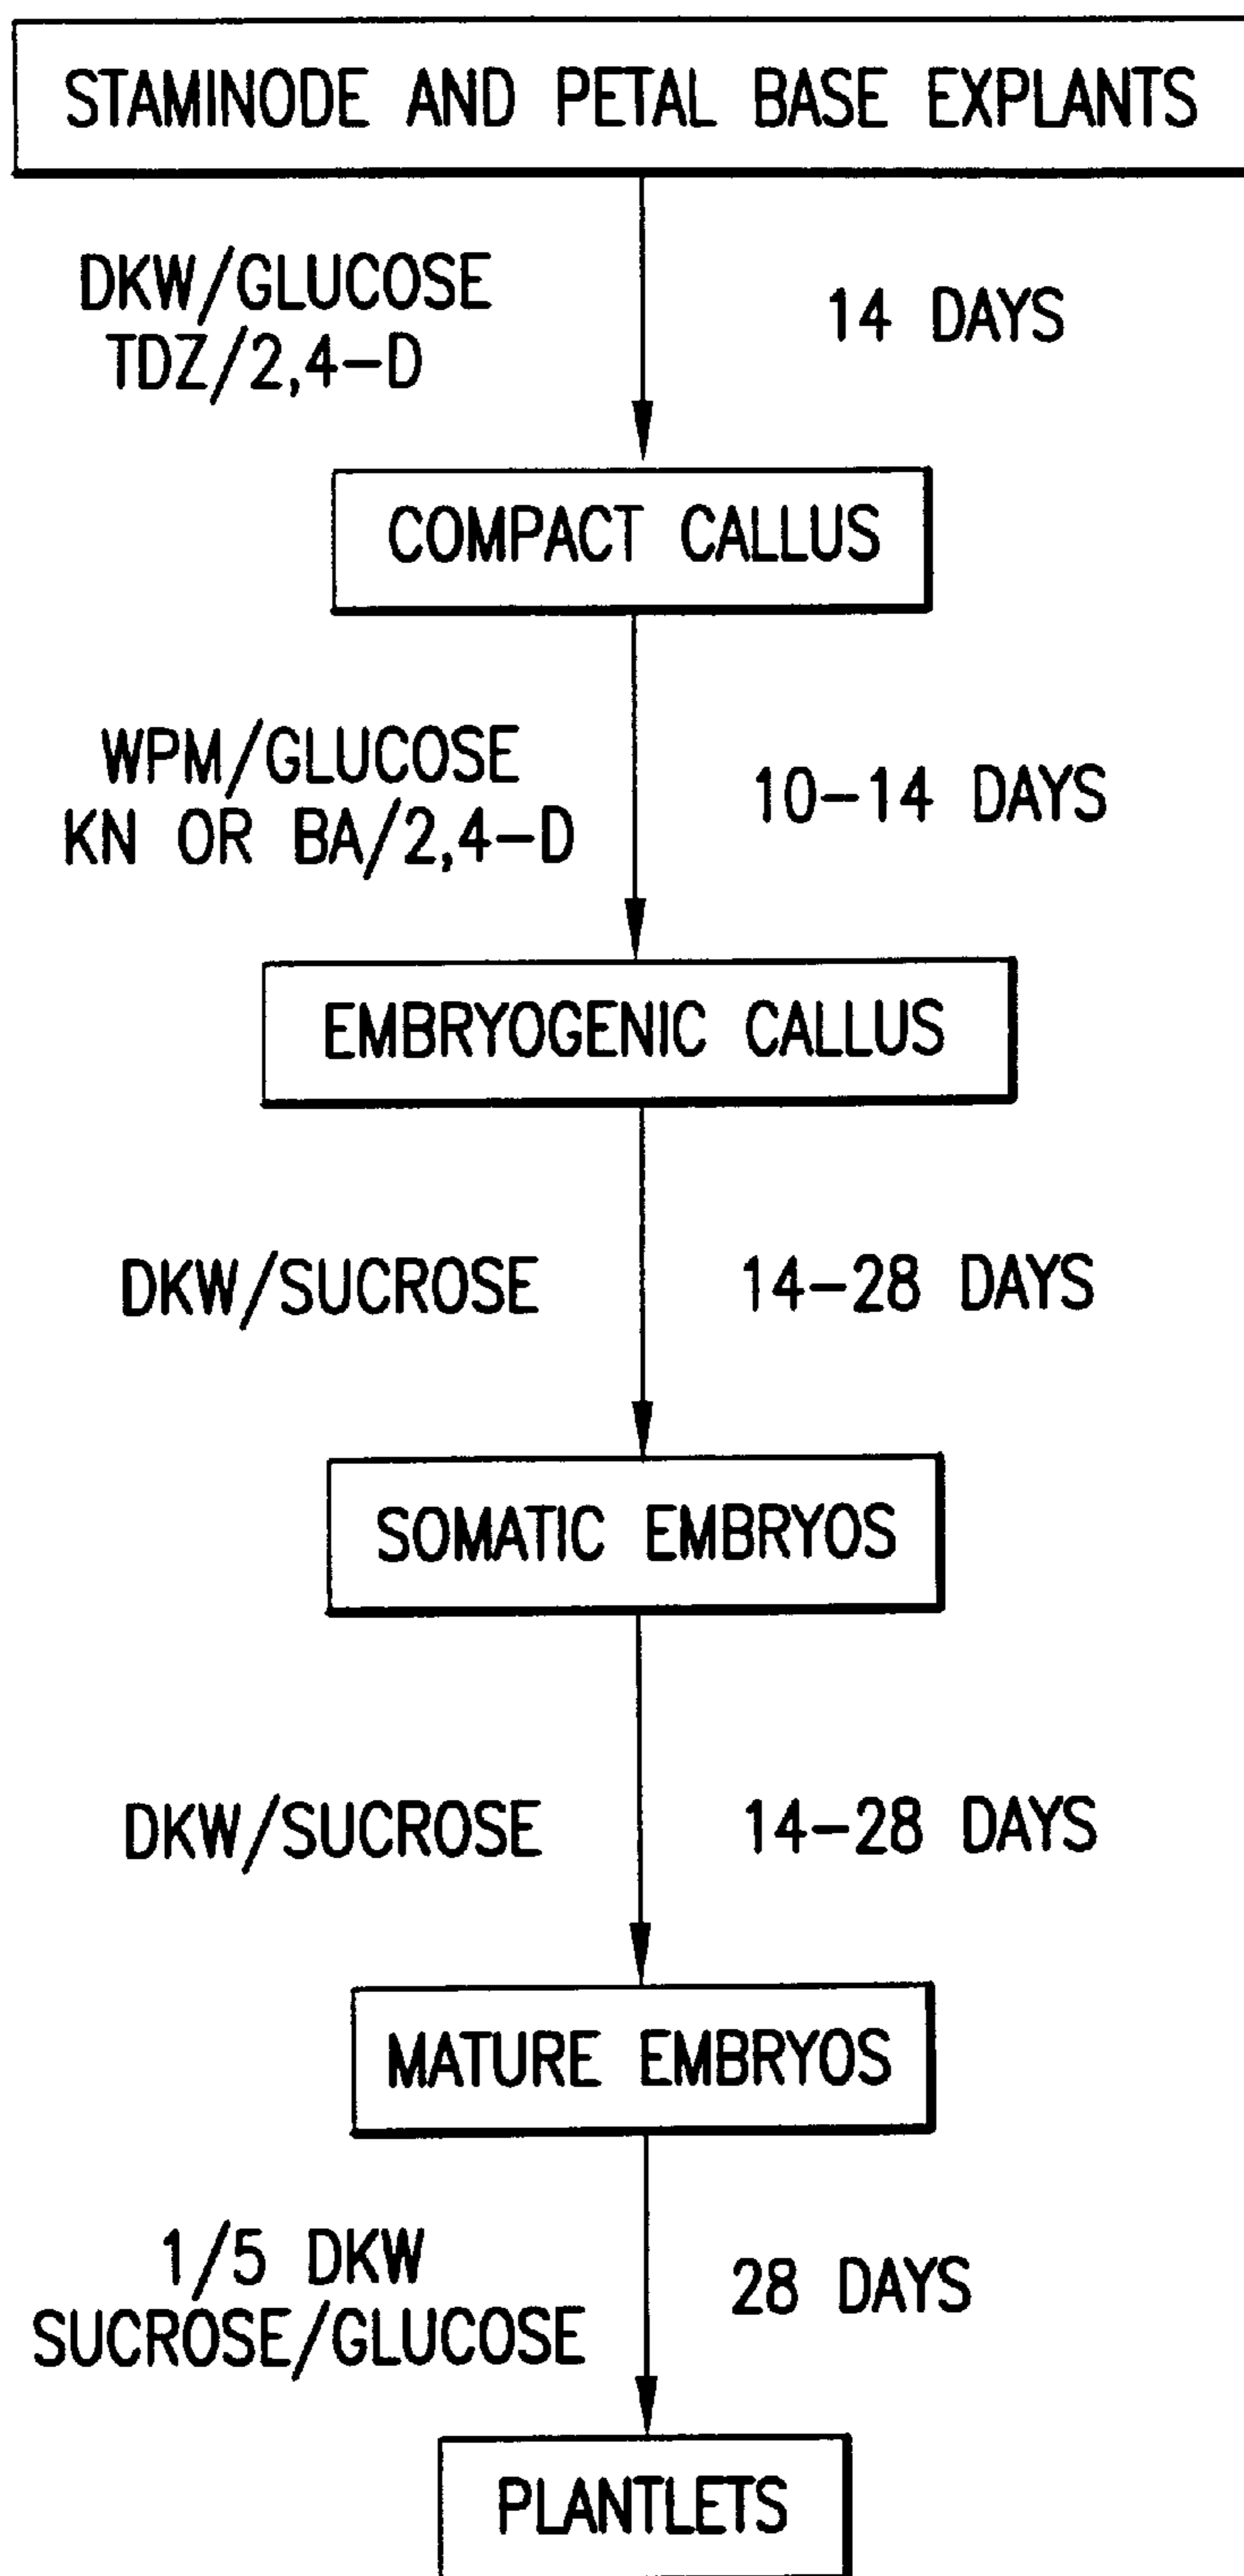 STAMINODE AND PETAL BASE EXPLANTS
DKW/GLUCOSE
TDZ/2,4-D
14 DAYS
COMPACT CALLUS
WPM/GLUCOSE
KN OR BA/2,4-D
10-14 DAYS
EMBRYOGENIC CALLUS
DKW/SUCROSE
14-28 DAYS
SOMATIC EMBRYOS
DKW/SUCROSE
14-28 DAYS
MATURE EMBRYOS
1/5 DKW
SUCROSE/GLUCOSE
28 DAYS
PLANTLETS